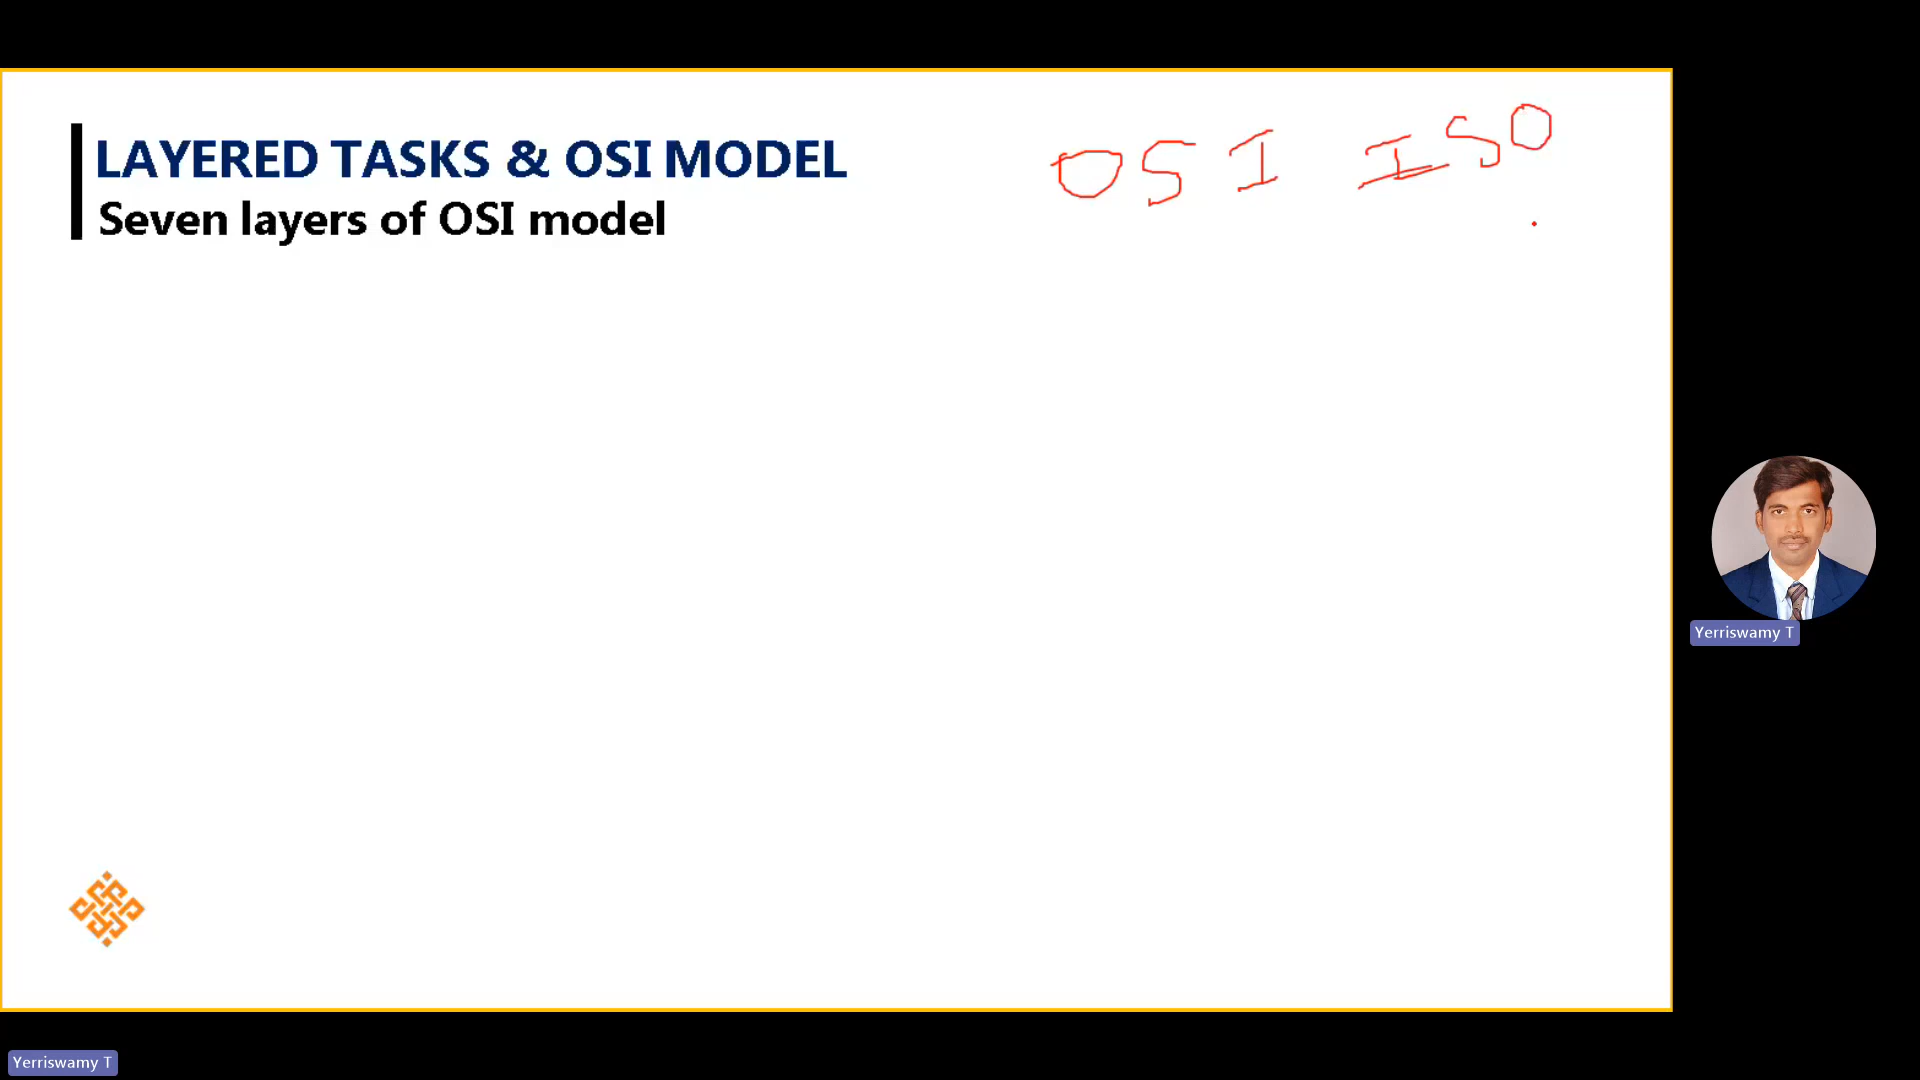 LAYERED TASKS & OSI MODEL
Seven layers of OSI model
OSI ISO
Yerriswamy T
Yerriswamy T